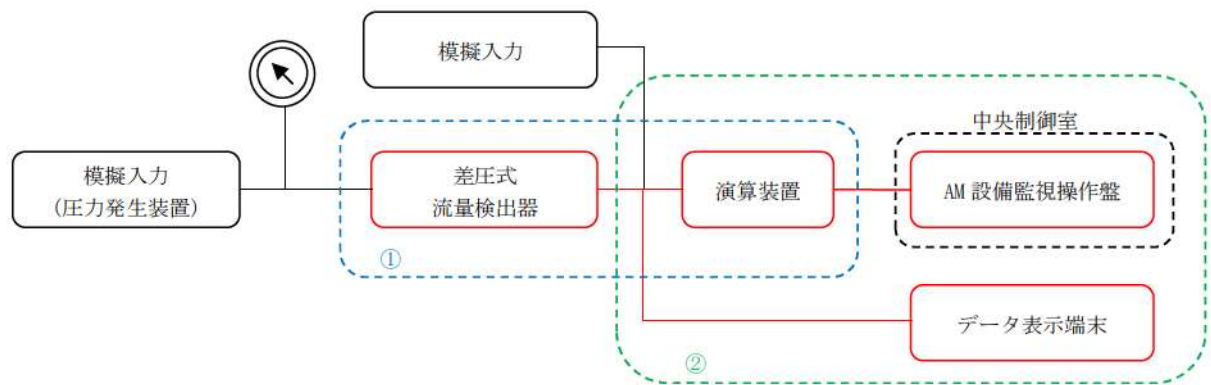 模擬入力
中央制御室
模擬入力
(圧力発生装置)
差圧式
流量検出器
演算装置
AM 設備監視操作盤
①
データ表示端末
②